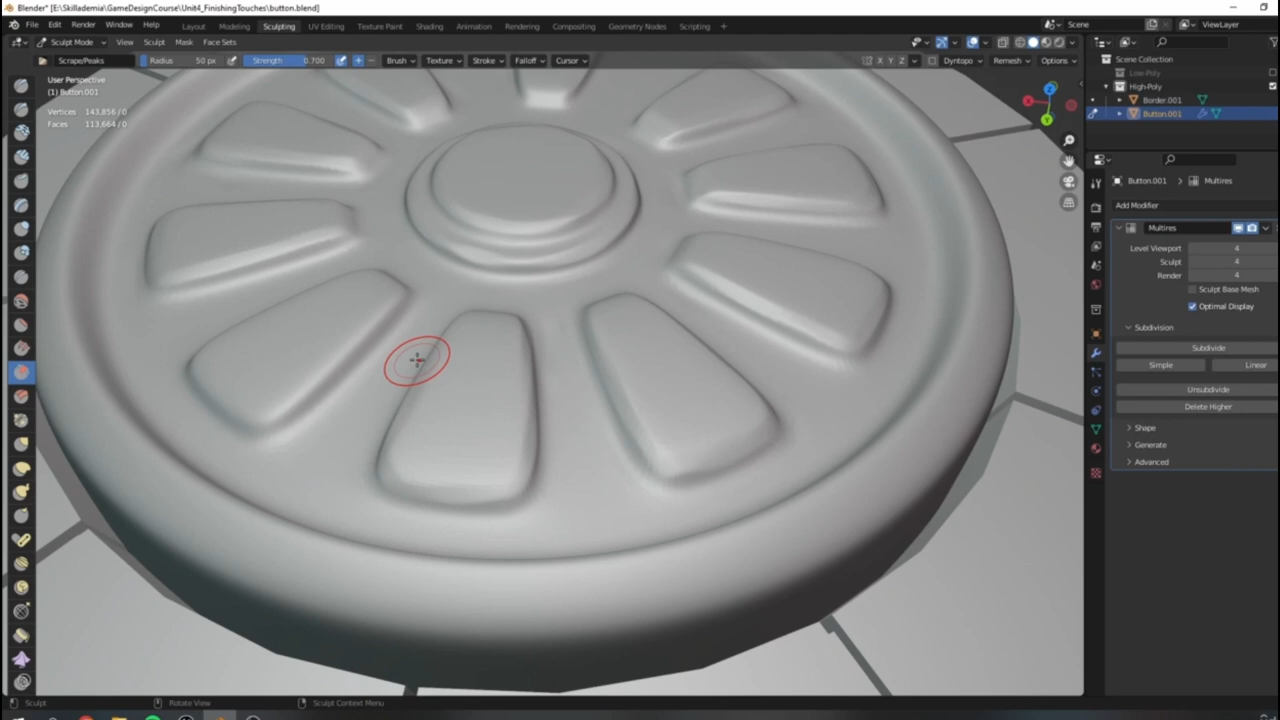 Blender* [E:\Skillademia\GameDesignCourse\Unit4_FinishingTouches\button.blend]
File Edit Render Window Help Layout Modeling Sculpting UV Editing Texture Paint Shading Animation Rendering Compositing Geometry Nodes Scripting + Scene ViewLayer
Sculpt Mode View Sculpt Mask Face Sets
Scrape/Peaks Radius 50 px Strength 0.700 Brush Texture Stroke Falloff Cursor X Y Z Dyntopo Remesh Options
Scene Collection
Low-Poly
High-Poly
Border.001
Button.001
User Perspective
(1) Button.001
Vertices 143,856/0
Faces 113,664/0
Button.001 > Multires
Add Modifier
Multires
Level Viewport 4
Sculpt 4
Render 4
Sculpt Base Mesh
Optimal Display
Subdivision
Subdivide
Simple Linear
Unsubdivide
Delete Higher
Shape
Generate
Advanced
Sculpt Rotate View Sculpt Context Menu